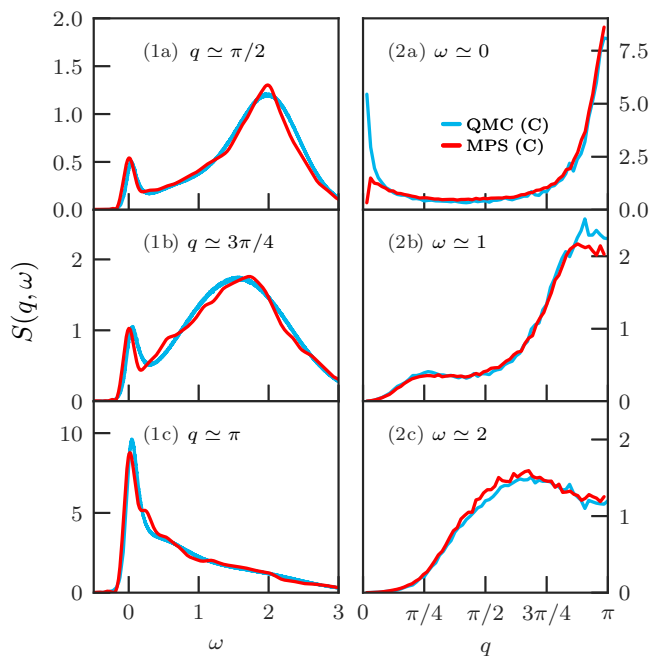 S(q, ω)
2.0
1.5
1.0
0.5
0.0
(1a) q ≃ π/2
(2a) ω ≃ 0
QMC (C)
MPS (C)
7.5
5.0
2.5
0.0
2
1
0
(1b) q ≃ 3π/4
(2b) ω ≃ 1
2
1
0
10
5
0
(1c) q ≃ π
(2c) ω ≃ 2
2
1
0
0 1 2 3
ω
0 π/4 π/2 3π/4 π
q